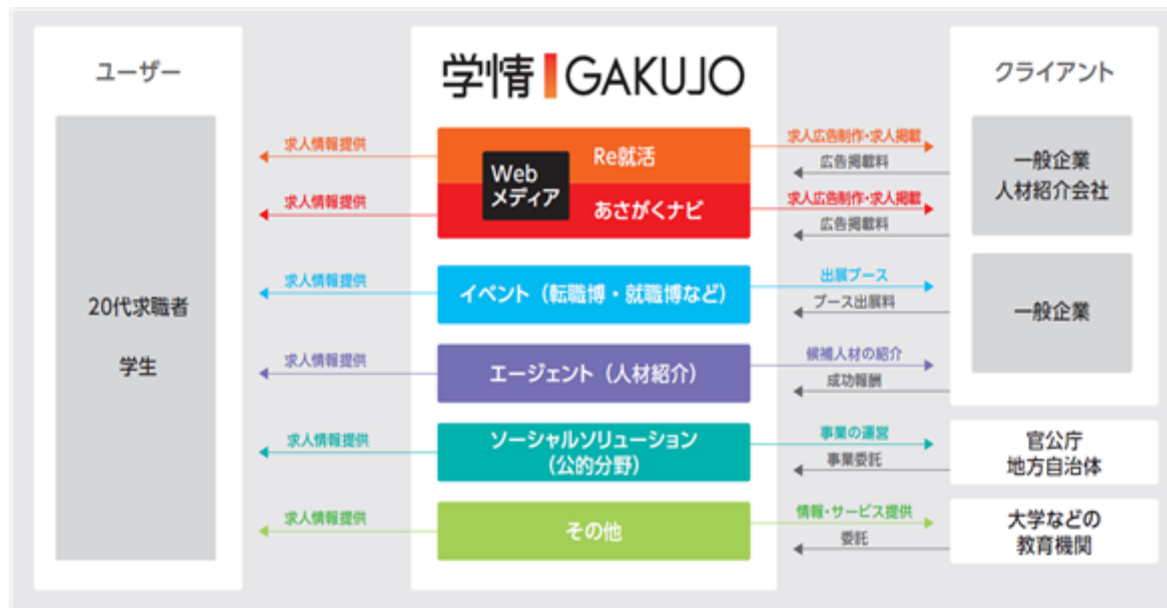 ユーザー
学情 GAKUJO
クライアント
20代求職者
学生
求人情報提供
Web
メディア
Re就活
求人広告制作・求人掲載
広告掲載料
一般企業
人材紹介会社
求人情報提供
あさがくナビ
求人広告制作・求人掲載
広告掲載料
求人情報提供
イベント（転職博・就職博など）
出展ブース
ブース出展料
一般企業
求人情報提供
エージェント（人材紹介）
候補人材の紹介
成功報酬
求人情報提供
ソーシャルソリューション
（公的分野）
事業の運営
事業委託
官公庁
地方自治体
求人情報提供
その他
情報・サービス提供
委託
大学などの
教育機関